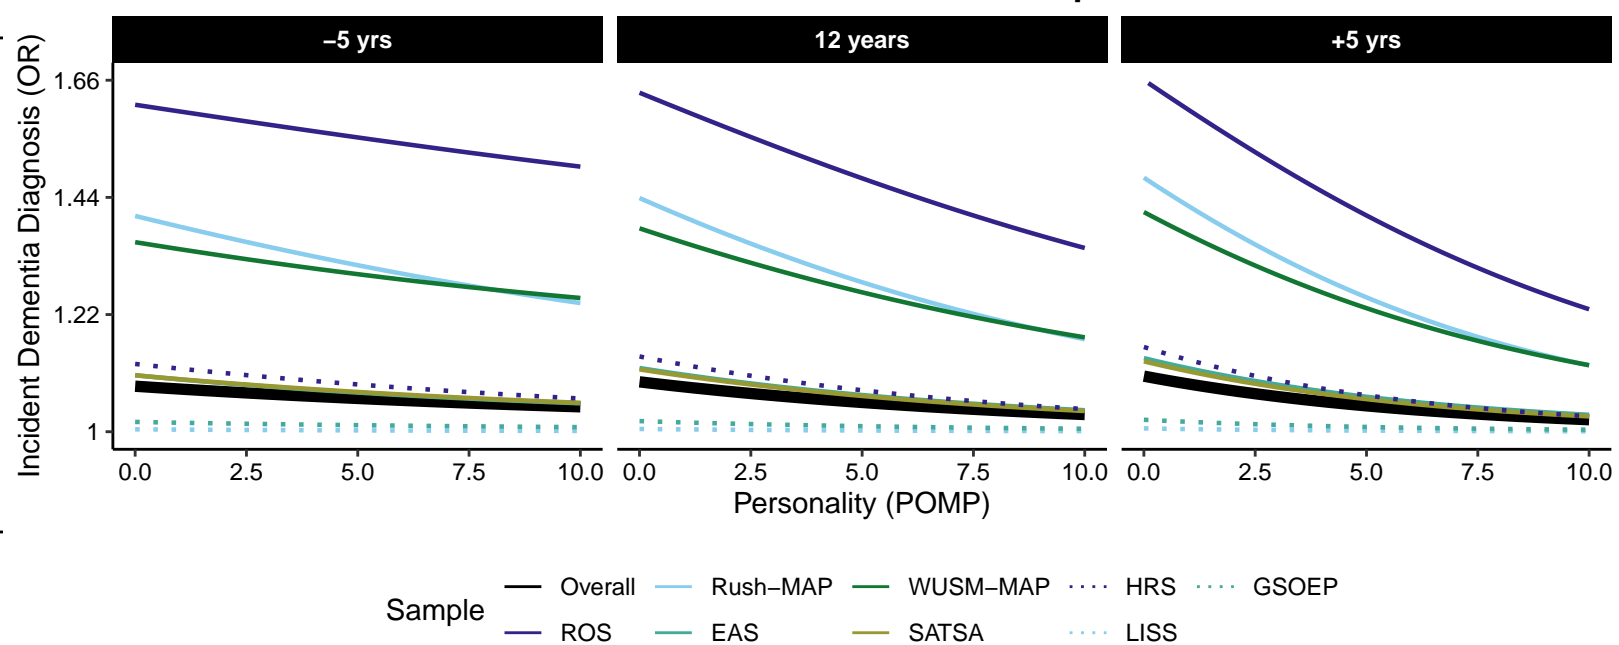 −5 yrs 12 years +5 yrs
Incident Dementia Diagnosis (OR)
1.66
1.44
1.22
1
0.0 2.5 5.0 7.5 10.0 0.0 2.5 5.0 7.5 10.0 0.0 2.5 5.0 7.5 10.0
Personality (POMP)
Sample
Overall Rush−MAP WUSM−MAP HRS GSOEP
ROS EAS SATSA LISS